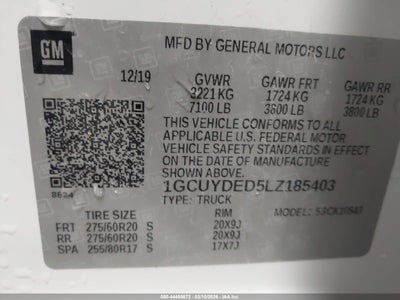 GM
MFD BY GENERAL MOTORS LLC
12/19 GVWR GAWR FRT GAWR RR
3221 KG 1724 KG 1724 KG
7100 LB 3800 LB 3800 LB
THIS VEHICLE CONFORMS TO ALL
APPLICABLE U.S. FEDERAL MOTOR
VEHICLE SAFETY STANDARDS IN EFFECT
ON THE DATE OF MANUFACTURE
SHOWN ABOVE.
1GCUYDED5LZ185403
8624 TYPE: TRUCK MODEL: 53CK10543
TIRE SIZE RIM
FRT 275/60R20 S 20X9J
RR 275/60R20 S 20X9J
SPA 255/80R17 S 17X7J